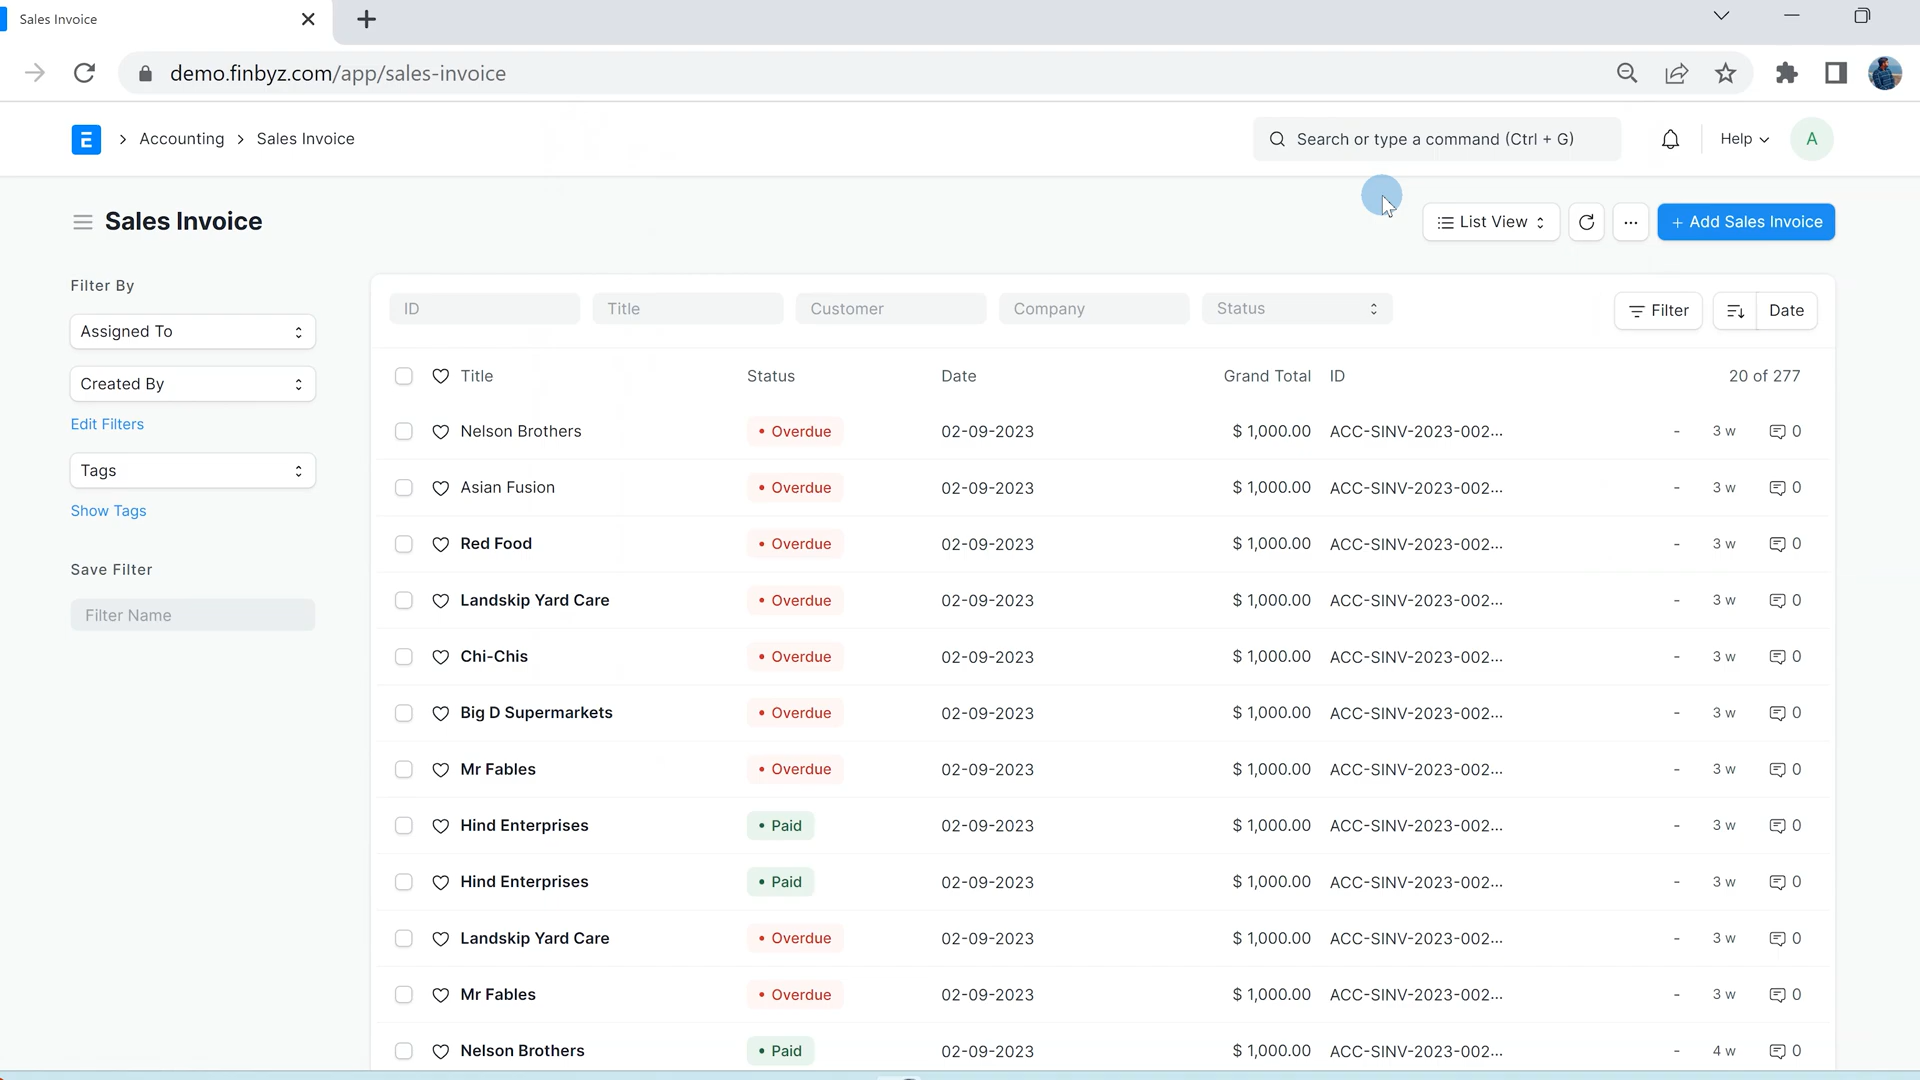 Sales Invoice
demo.finbyz.com/app/sales-invoice
E > Accounting > Sales Invoice
Search or type a command (Ctrl + G)
Help
A
Sales Invoice
List View
+ Add Sales Invoice
Filter By
Assigned To
Created By
Edit Filters
Tags
Show Tags
Save Filter
Filter Name
ID Title Customer Company Status Filter Date
Title Status Date Grand Total ID 20 of 277
Nelson Brothers • Overdue 02-09-2023 $ 1,000.00 ACC-SINV-2023-002... - 3 w 0
Asian Fusion • Overdue 02-09-2023 $ 1,000.00 ACC-SINV-2023-002... - 3 w 0
Red Food • Overdue 02-09-2023 $ 1,000.00 ACC-SINV-2023-002... - 3 w 0
Landskip Yard Care • Overdue 02-09-2023 $ 1,000.00 ACC-SINV-2023-002... - 3 w 0
Chi-Chis • Overdue 02-09-2023 $ 1,000.00 ACC-SINV-2023-002... - 3 w 0
Big D Supermarkets • Overdue 02-09-2023 $ 1,000.00 ACC-SINV-2023-002... - 3 w 0
Mr Fables • Overdue 02-09-2023 $ 1,000.00 ACC-SINV-2023-002... - 3 w 0
Hind Enterprises • Paid 02-09-2023 $ 1,000.00 ACC-SINV-2023-002... - 3 w 0
Hind Enterprises • Paid 02-09-2023 $ 1,000.00 ACC-SINV-2023-002... - 3 w 0
Landskip Yard Care • Overdue 02-09-2023 $ 1,000.00 ACC-SINV-2023-002... - 3 w 0
Mr Fables • Overdue 02-09-2023 $ 1,000.00 ACC-SINV-2023-002... - 3 w 0
Nelson Brothers • Paid 02-09-2023 $ 1,000.00 ACC-SINV-2023-002... - 4 w 0